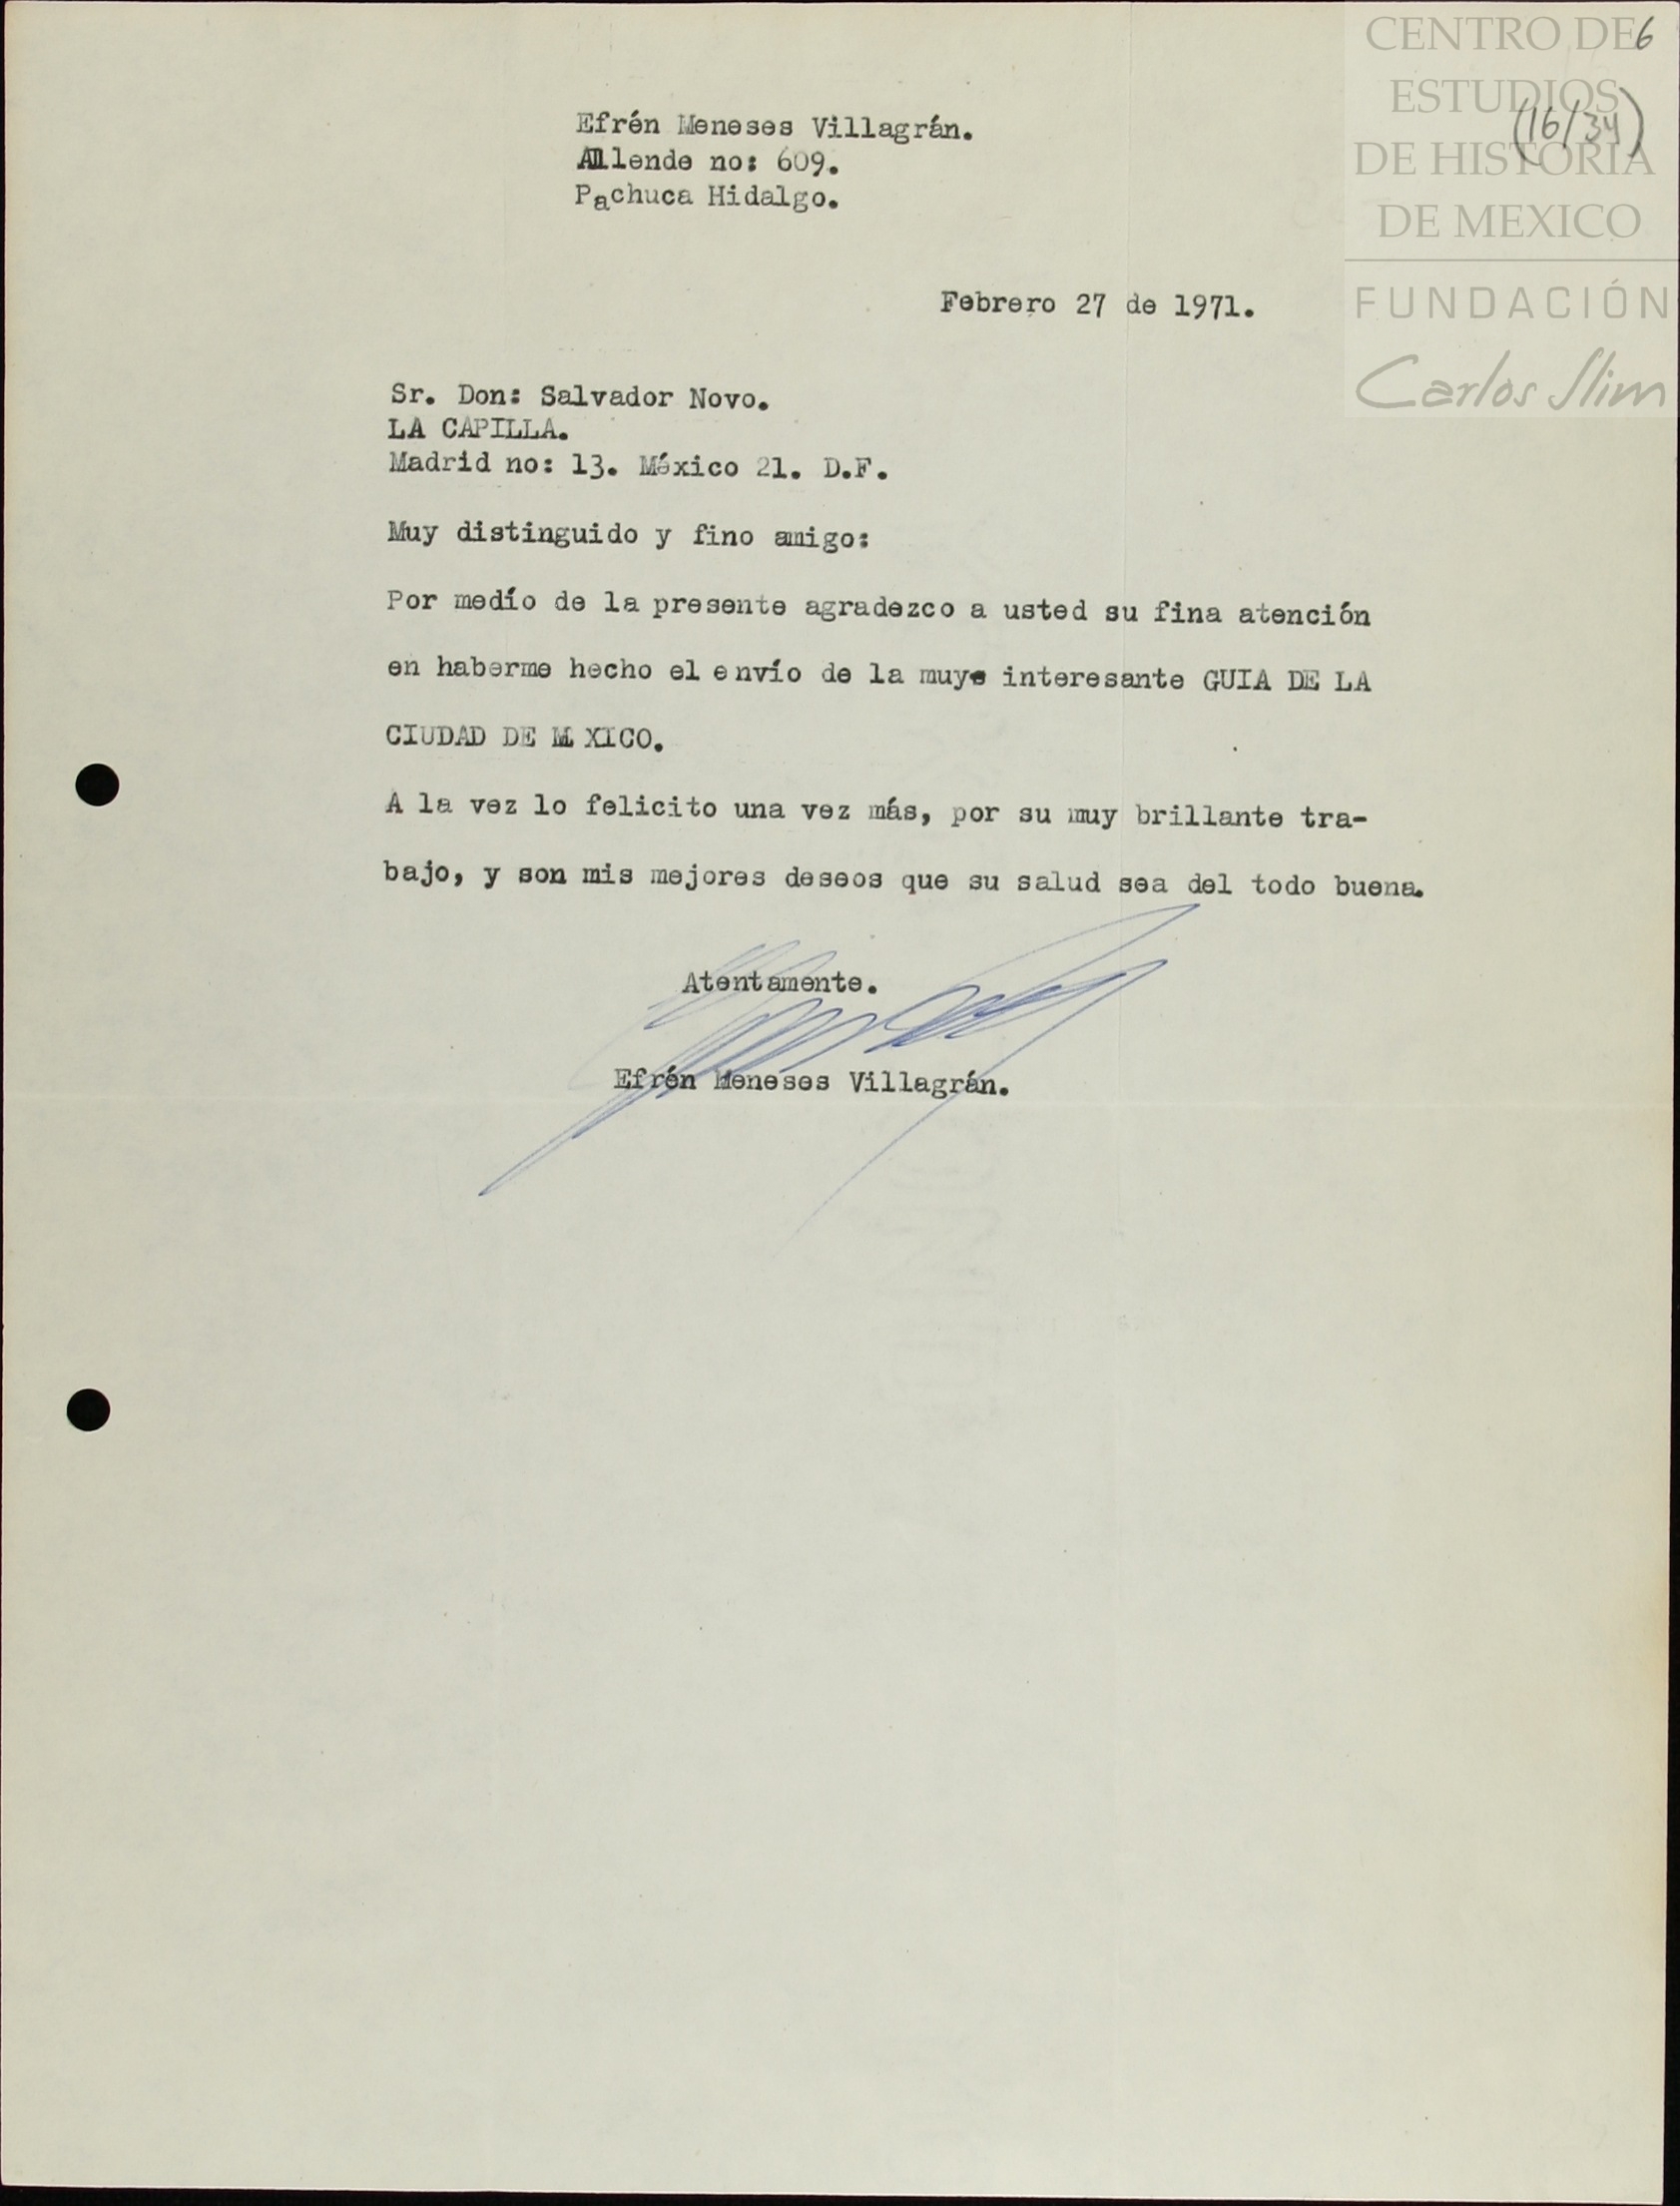 CENTRO DE
6
ESTUDIOS
(16/34)
DE HISTORIA
DE MEXICO
FUNDACIÓN
Carlos Slim
Efrén Meneses Villagrán.
Allende no: 609.
Pachuca Hidalgo.
Febrero 27 de 1971.
Sr. Don: Salvador Novo.
LA CAPILLA.
Madrid no: 13. México 21. D.F.
Muy distinguido y fino amigo:
Por medío de la presente agradezco a usted su fina atención
en haberme hecho el envío de la muy interesante GUIA DE LA
CIUDAD DE M XICO.
A la vez lo felicito una vez más, por su muy brillante tra-
bajo, y son mis mejores deseos que su salud sea del todo buena.
Atentamente.
Efrén Meneses Villagrán.